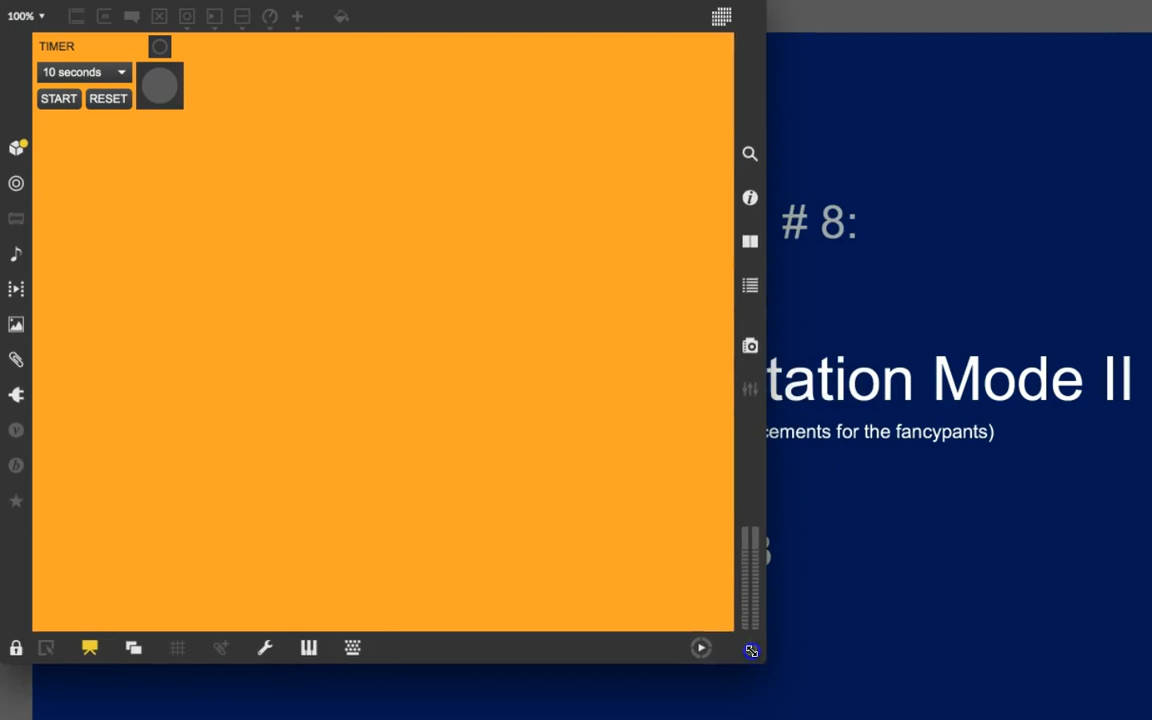 100%
TIMER
10 seconds
START RESET
# 8:
tation Mode II
cements for the fancypants)